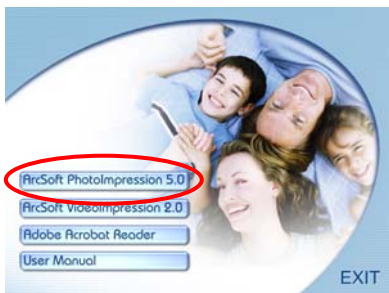 ArcSoft PhotoImpression 5.0
ArcSoft VideoImpression 2.0
Adobe Acrobat Reader
User Manual
EXIT